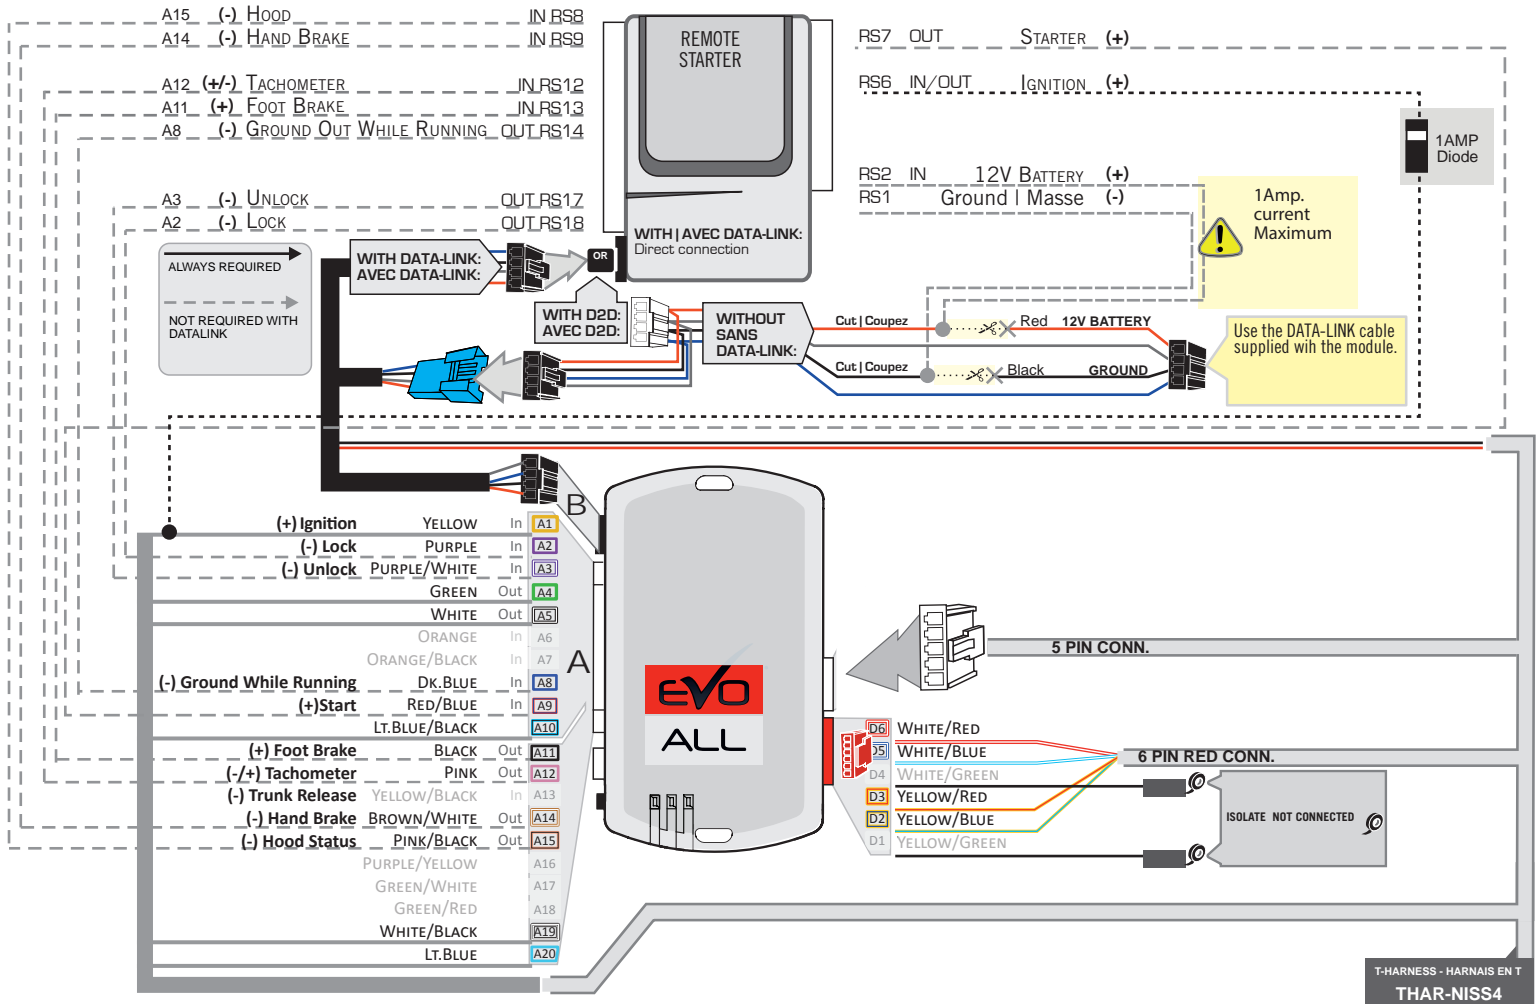 A15 (-) HOOD IN RS8
A14 (-) HAND BRAKE IN RS9
A12 (+/-) TACHOMETER IN RS12
A11 (+) FOOT BRAKE IN RS13
A8 (-) GROUND OUT WHILE RUNNING OUT RS14
A3 (-) UNLOCK OUT RS17
A2 (-) LOCK OUT RS18
REMOTE
STARTER
WITH | AVEC DATA-LINK:
Direct connection
RS7 OUT STARTER (+)
RS6 IN/OUT IGNITION (+)
1AMP
Diode
RS2 IN 12V BATTERY (+)
RS1 Ground | Masse (-)
1Amp.
current
Maximum
ALWAYS REQUIRED
NOT REQUIRED WITH
DATALINK
WITH DATA-LINK:
AVEC DATA-LINK:
OR
WITH D2D:
AVEC D2D:
WITHOUT
SANS
DATA-LINK:
Cut | Coupez Red 12V BATTERY
Cut | Coupez Black GROUND
Use the DATA-LINK cable
supplied wih the module.
B
A
(+) Ignition YELLOW In A1
(-) Lock PURPLE In A2
(-) Unlock PURPLE/WHITE In A3
GREEN Out A4
WHITE Out A5
ORANGE In A6
ORANGE/BLACK In A7
(-) Ground While Running DK.BLUE In A8
(+)Start RED/BLUE In A9
LT.BLUE/BLACK A10
(+) Foot Brake BLACK Out A11
(-/+) Tachometer PINK Out A12
(-) Trunk Release YELLOW/BLACK In A13
(-) Hand Brake BROWN/WHITE Out A14
(-) Hood Status PINK/BLACK Out A15
PURPLE/YELLOW A16
GREEN/WHITE A17
GREEN/RED A18
WHITE/BLACK A19
LT.BLUE A20
EVO
ALL
5 PIN CONN.
D6 WHITE/RED
D5 WHITE/BLUE
D4 WHITE/GREEN
D3 YELLOW/RED
D2 YELLOW/BLUE
D1 YELLOW/GREEN
6 PIN RED CONN.
ISOLATE NOT CONNECTED
T-HARNESS - HARNAIS EN T
THAR-NISS4